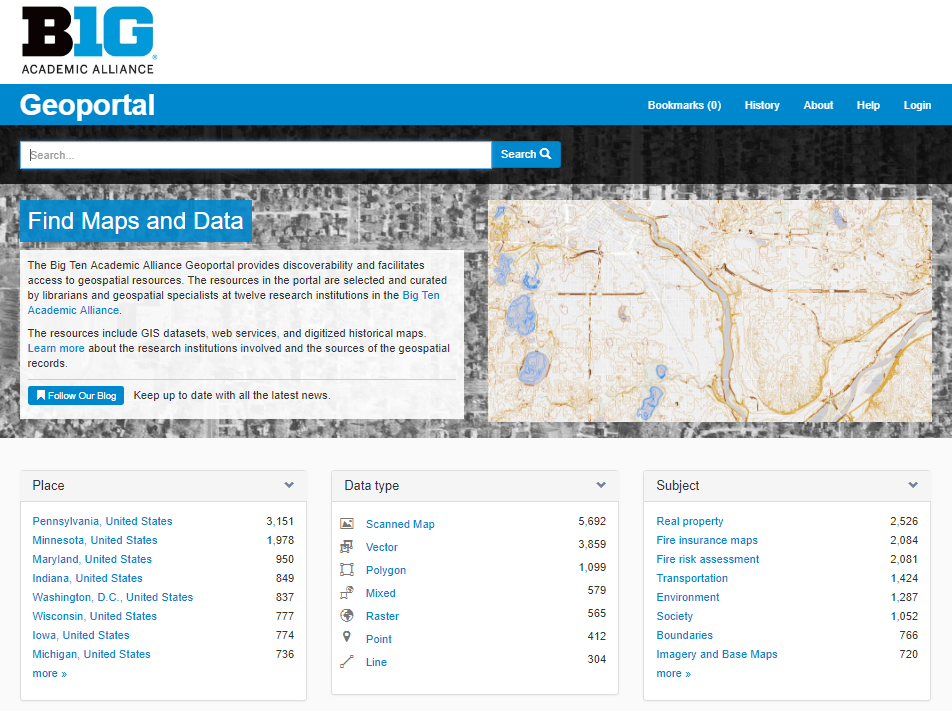 B1G®
ACADEMIC ALLIANCE
Geoportal
Bookmarks (0) History About Help Login
Search...
Search
Find Maps and Data
The Big Ten Academic Alliance Geoportal provides discoverability and facilitates
access to geospatial resources. The resources in the portal are selected and curated
by librarians and geospatial specialists at twelve research institutions in the Big Ten
Academic Alliance.
The resources include GIS datasets, web services, and digitized historical maps.
Learn more about the research institutions involved and the sources of the geospatial
records.
Follow Our Blog Keep up to date with all the latest news.
Place
Pennsylvania, United States 3,151
Minnesota, United States 1,978
Maryland, United States 950
Indiana, United States 849
Washington, D.C., United States 837
Wisconsin, United States 777
Iowa, United States 774
Michigan, United States 736
more »
Data type
Scanned Map 5,692
Vector 3,859
Polygon 1,099
Mixed 579
Raster 565
Point 412
Line 304
Subject
Real property 2,526
Fire insurance maps 2,084
Fire risk assessment 2,081
Transportation 1,424
Environment 1,287
Society 1,052
Boundaries 766
Imagery and Base Maps 720
more »